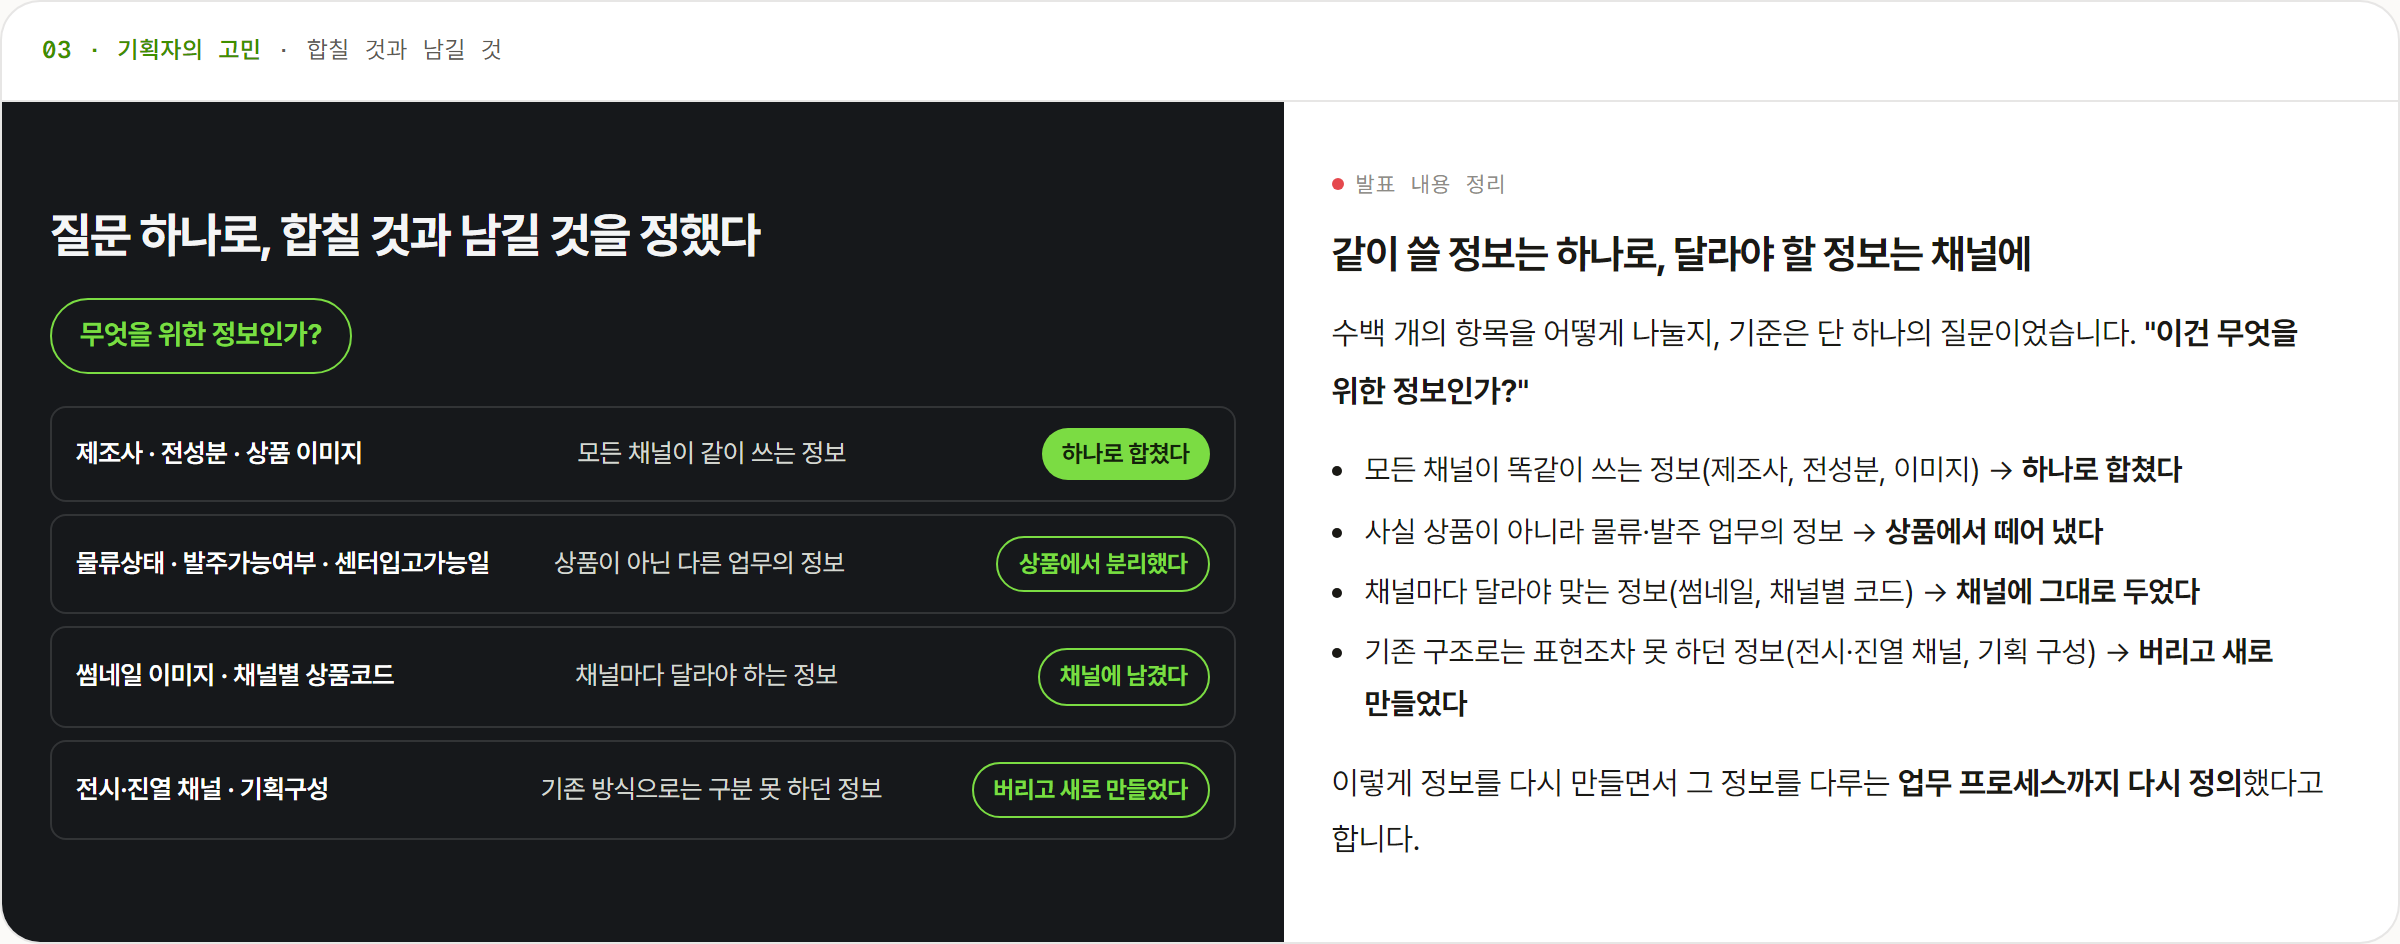 03 · 기획자의 고민 · 합칠 것과 남길 것
질문 하나로, 합칠 것과 남길 것을 정했다
무엇을 위한 정보인가?
제조사 · 전성분 · 상품 이미지 모든 채널이 같이 쓰는 정보 하나로 합쳤다
물류상태 · 발주가능여부 · 센터입고가능일 상품이 아닌 다른 업무의 정보 상품에서 분리했다
썸네일 이미지 · 채널별 상품코드 채널마다 달라야 하는 정보 채널에 남겼다
전시·진열 채널 · 기획구성 기존 방식으로는 구분 못 하던 정보 버리고 새로 만들었다
발표 내용 정리
같이 쓸 정보는 하나로, 달라야 할 정보는 채널에
수백 개의 항목을 어떻게 나눌지, 기준은 단 하나의 질문이었습니다. "이건 무엇을
위한 정보인가?"
• 모든 채널이 똑같이 쓰는 정보(제조사, 전성분, 이미지) → 하나로 합쳤다
• 사실 상품이 아니라 물류·발주 업무의 정보 → 상품에서 떼어 냈다
• 채널마다 달라야 맞는 정보(썸네일, 채널별 코드) → 채널에 그대로 두었다
• 기존 구조로는 표현조차 못 하던 정보(전시·진열 채널, 기획 구성) → 버리고 새로
만들었다
이렇게 정보를 다시 만들면서 그 정보를 다루는 업무 프로세스까지 다시 정의했다고
합니다.